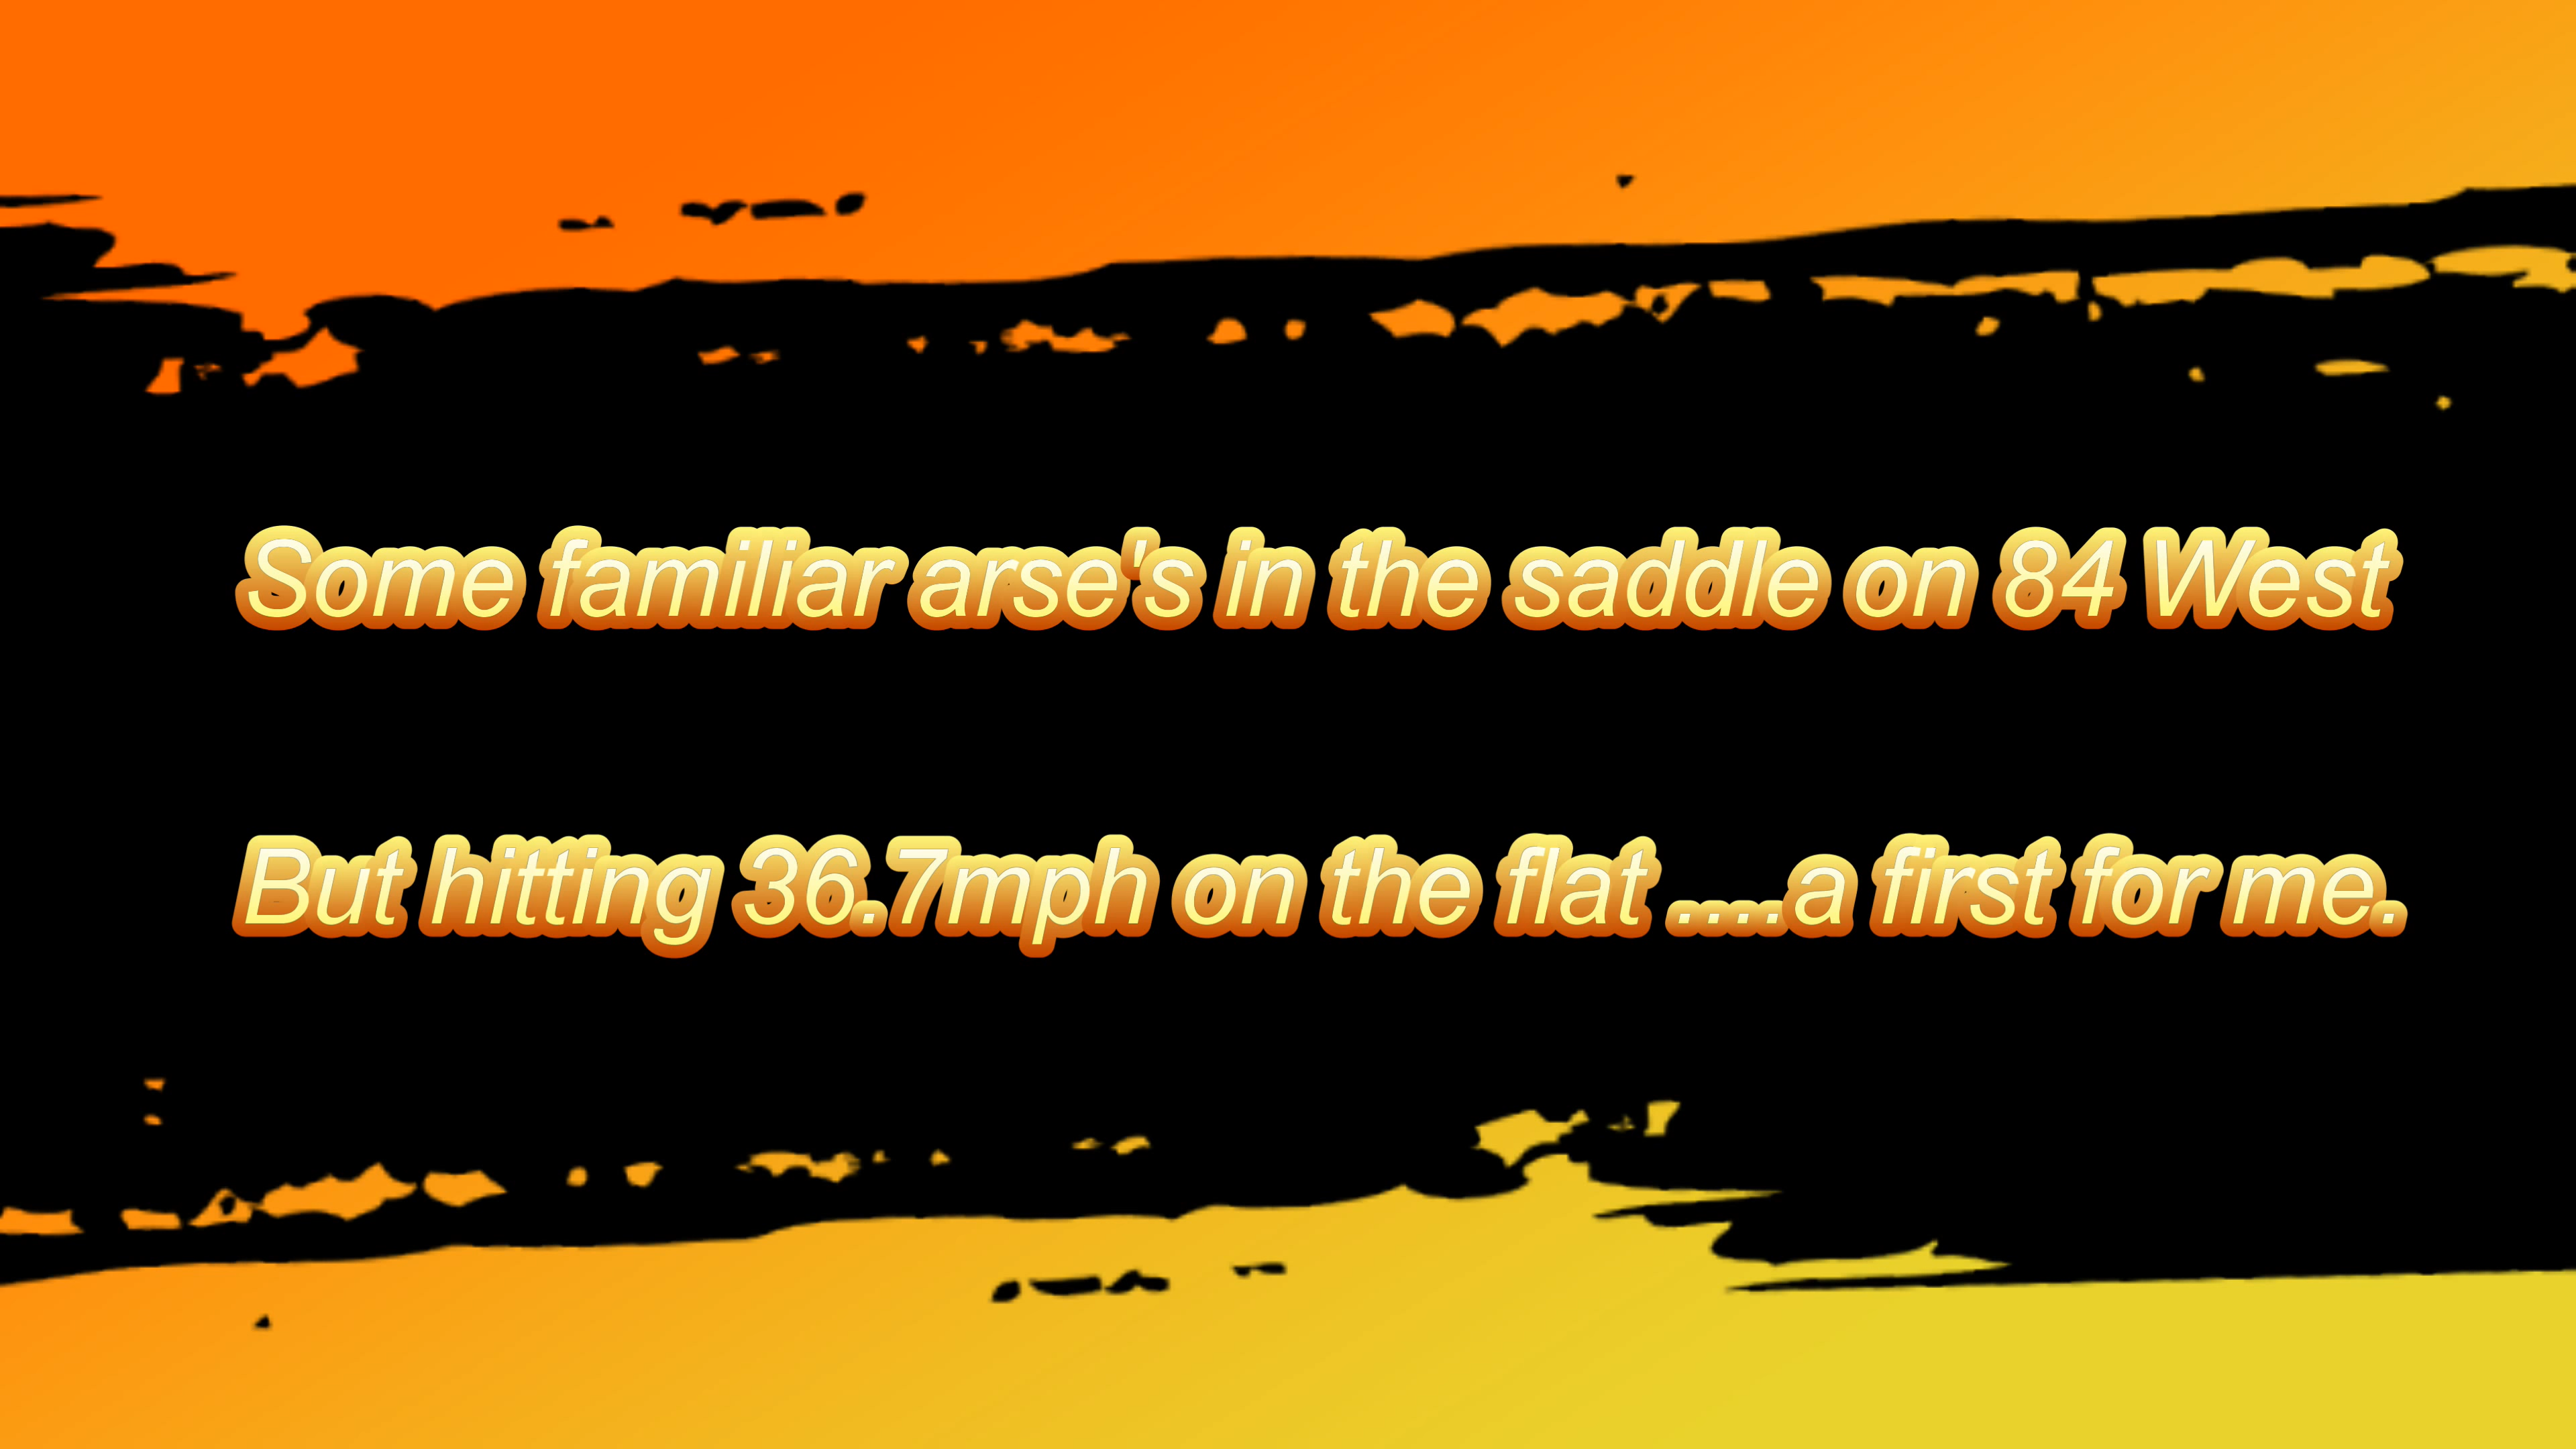 Some familiar arse's in the saddle on 84 West
But hitting 36.7mph on the flat ....a first for me.